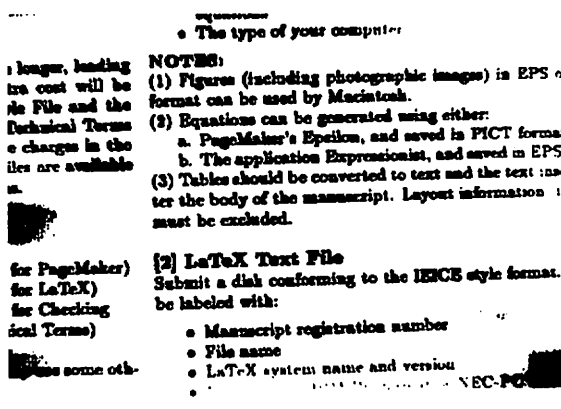 longer, leading
cost will be
File and the
Technical Terms
e charges in the
iles are available
for PageMaker)
for LaTeX)
for Checking
ical Terms)
some oth-
• The type of your computer
NOTES:
(1) Figures (including photographic images) in EPS
format can be used by Macintosh.
(2) Equations can be generated using either:
a. PageMaker's Epsilon, and saved in PICT forma
b. The application Expressionist, and saved in EPS
(3) Tables should be converted to text and the text
ter the body of the manuscript. Layout information
must be excluded.
[2] LaTeX Text File
Submit a disk conforming to the IEICE style format.
be labeled with:
• Manuscript registration number
• File name
• LaTeX system name and version
NEC-PC